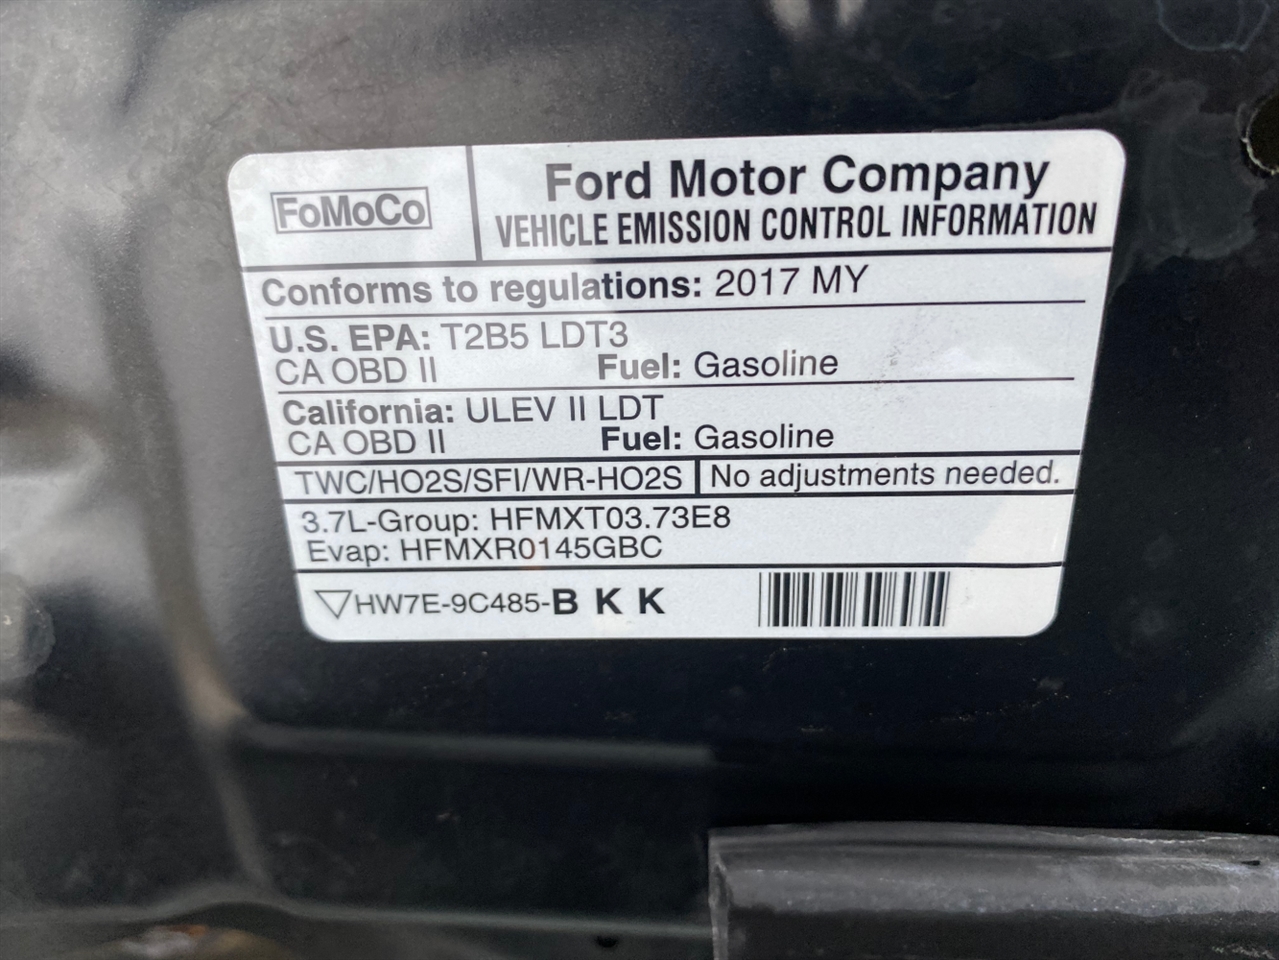 FoMoCo
Ford Motor Company
VEHICLE EMISSION CONTROL INFORMATION
Conforms to regulations: 2017 MY
U.S. EPA: T2B5 LDT3
CA OBD II Fuel: Gasoline
California: ULEV II LDT
CA OBD II Fuel: Gasoline
TWC/HO2S/SFI/WR-HO2S No adjustments needed.
3.7L-Group: HFMXT03.73E8
Evap: HFMXR0145GBC
HW7E-9C485-B K K